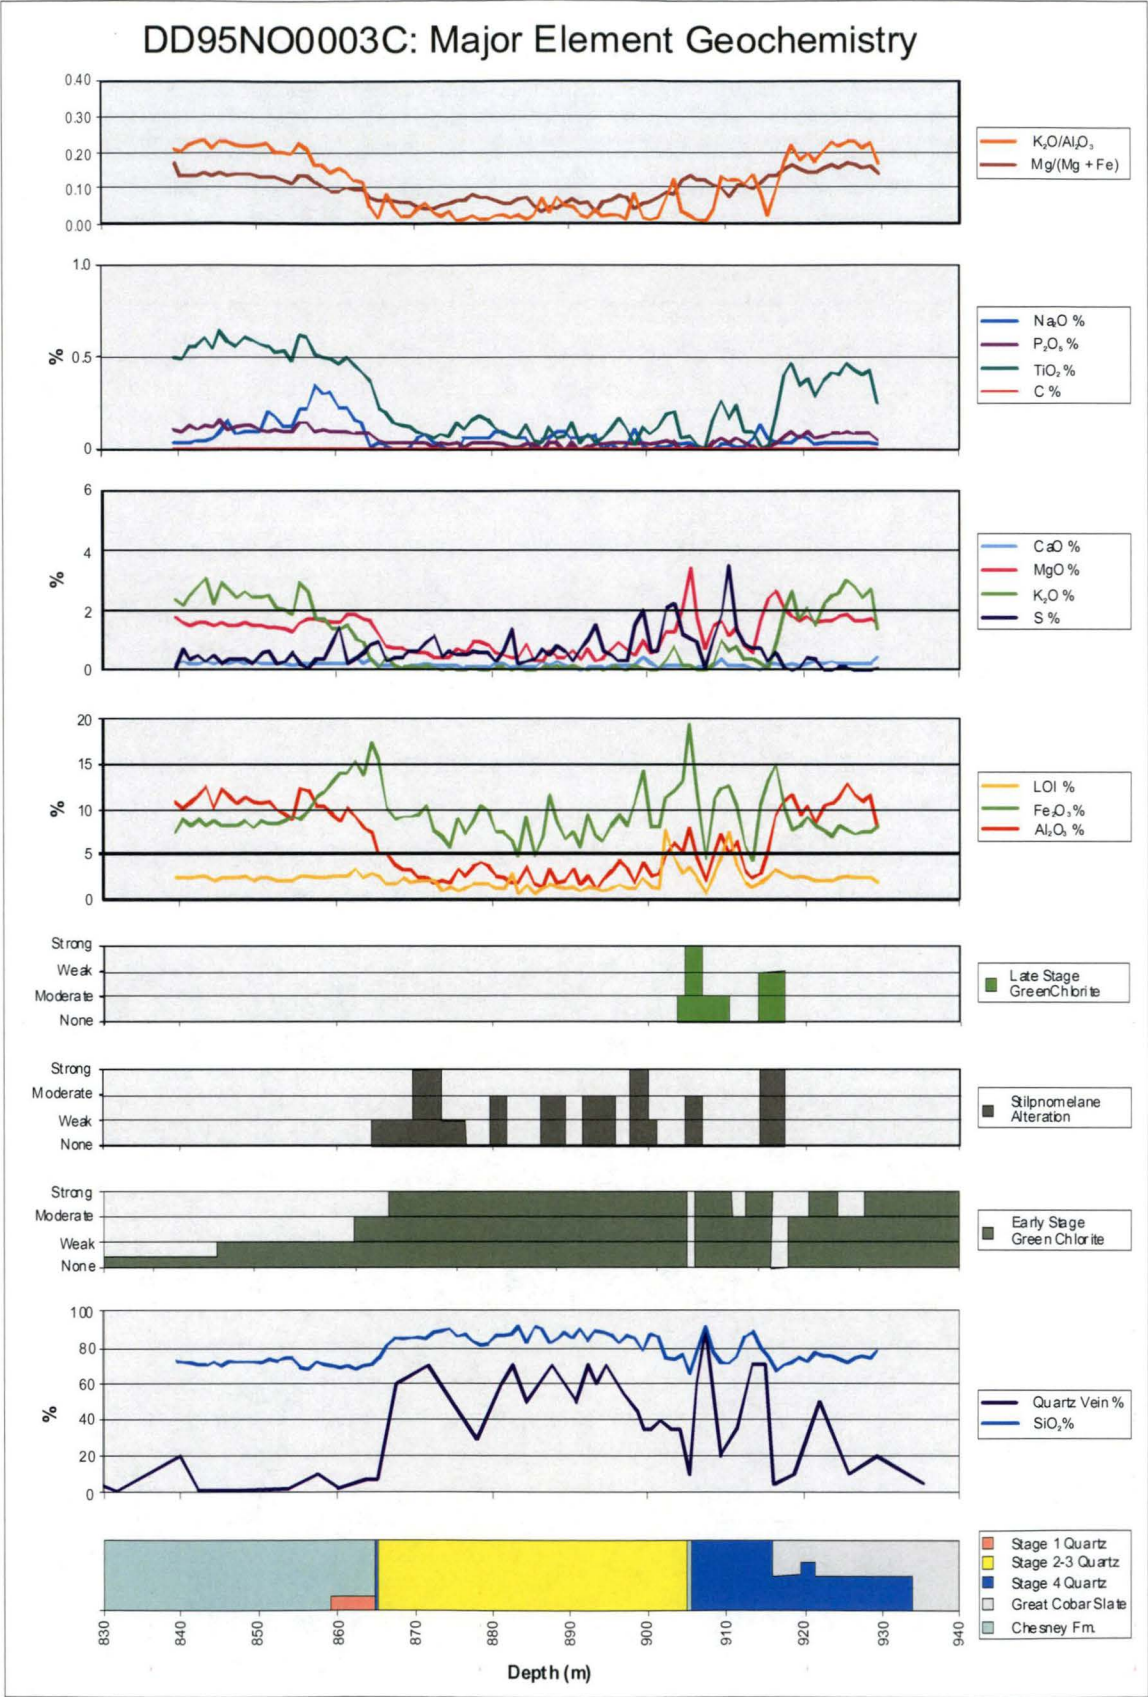 DD95NO0003C: Major Element Geochemistry
0.40
0.30
0.20
0.10
0.00
K₂O/Al₂O₃
Mg/(Mg + Fe)
1.0
0.5
0
%
Na₂O %
P₂O₅ %
TiO₂ %
C %
6
4
2
0
%
CaO %
MgO %
K₂O %
S %
20
15
10
5
0
%
LOI %
Fe₂O₃ %
Al₂O₃ %
Strong
Weak
Moderate
None
Late Stage
Green Chlorite
Strong
Moderate
Weak
None
Stilpnomelane
Alteration
Strong
Moderate
Weak
None
Early Stage
Green Chlorite
100
80
60
40
20
0
%
Quartz Vein %
SiO₂ %
Stage 1 Quartz
Stage 2-3 Quartz
Stage 4 Quartz
Great Cobar Slate
Chesney Fm.
830 840 850 860 870 880 890 900 910 920 930 940
Depth (m)